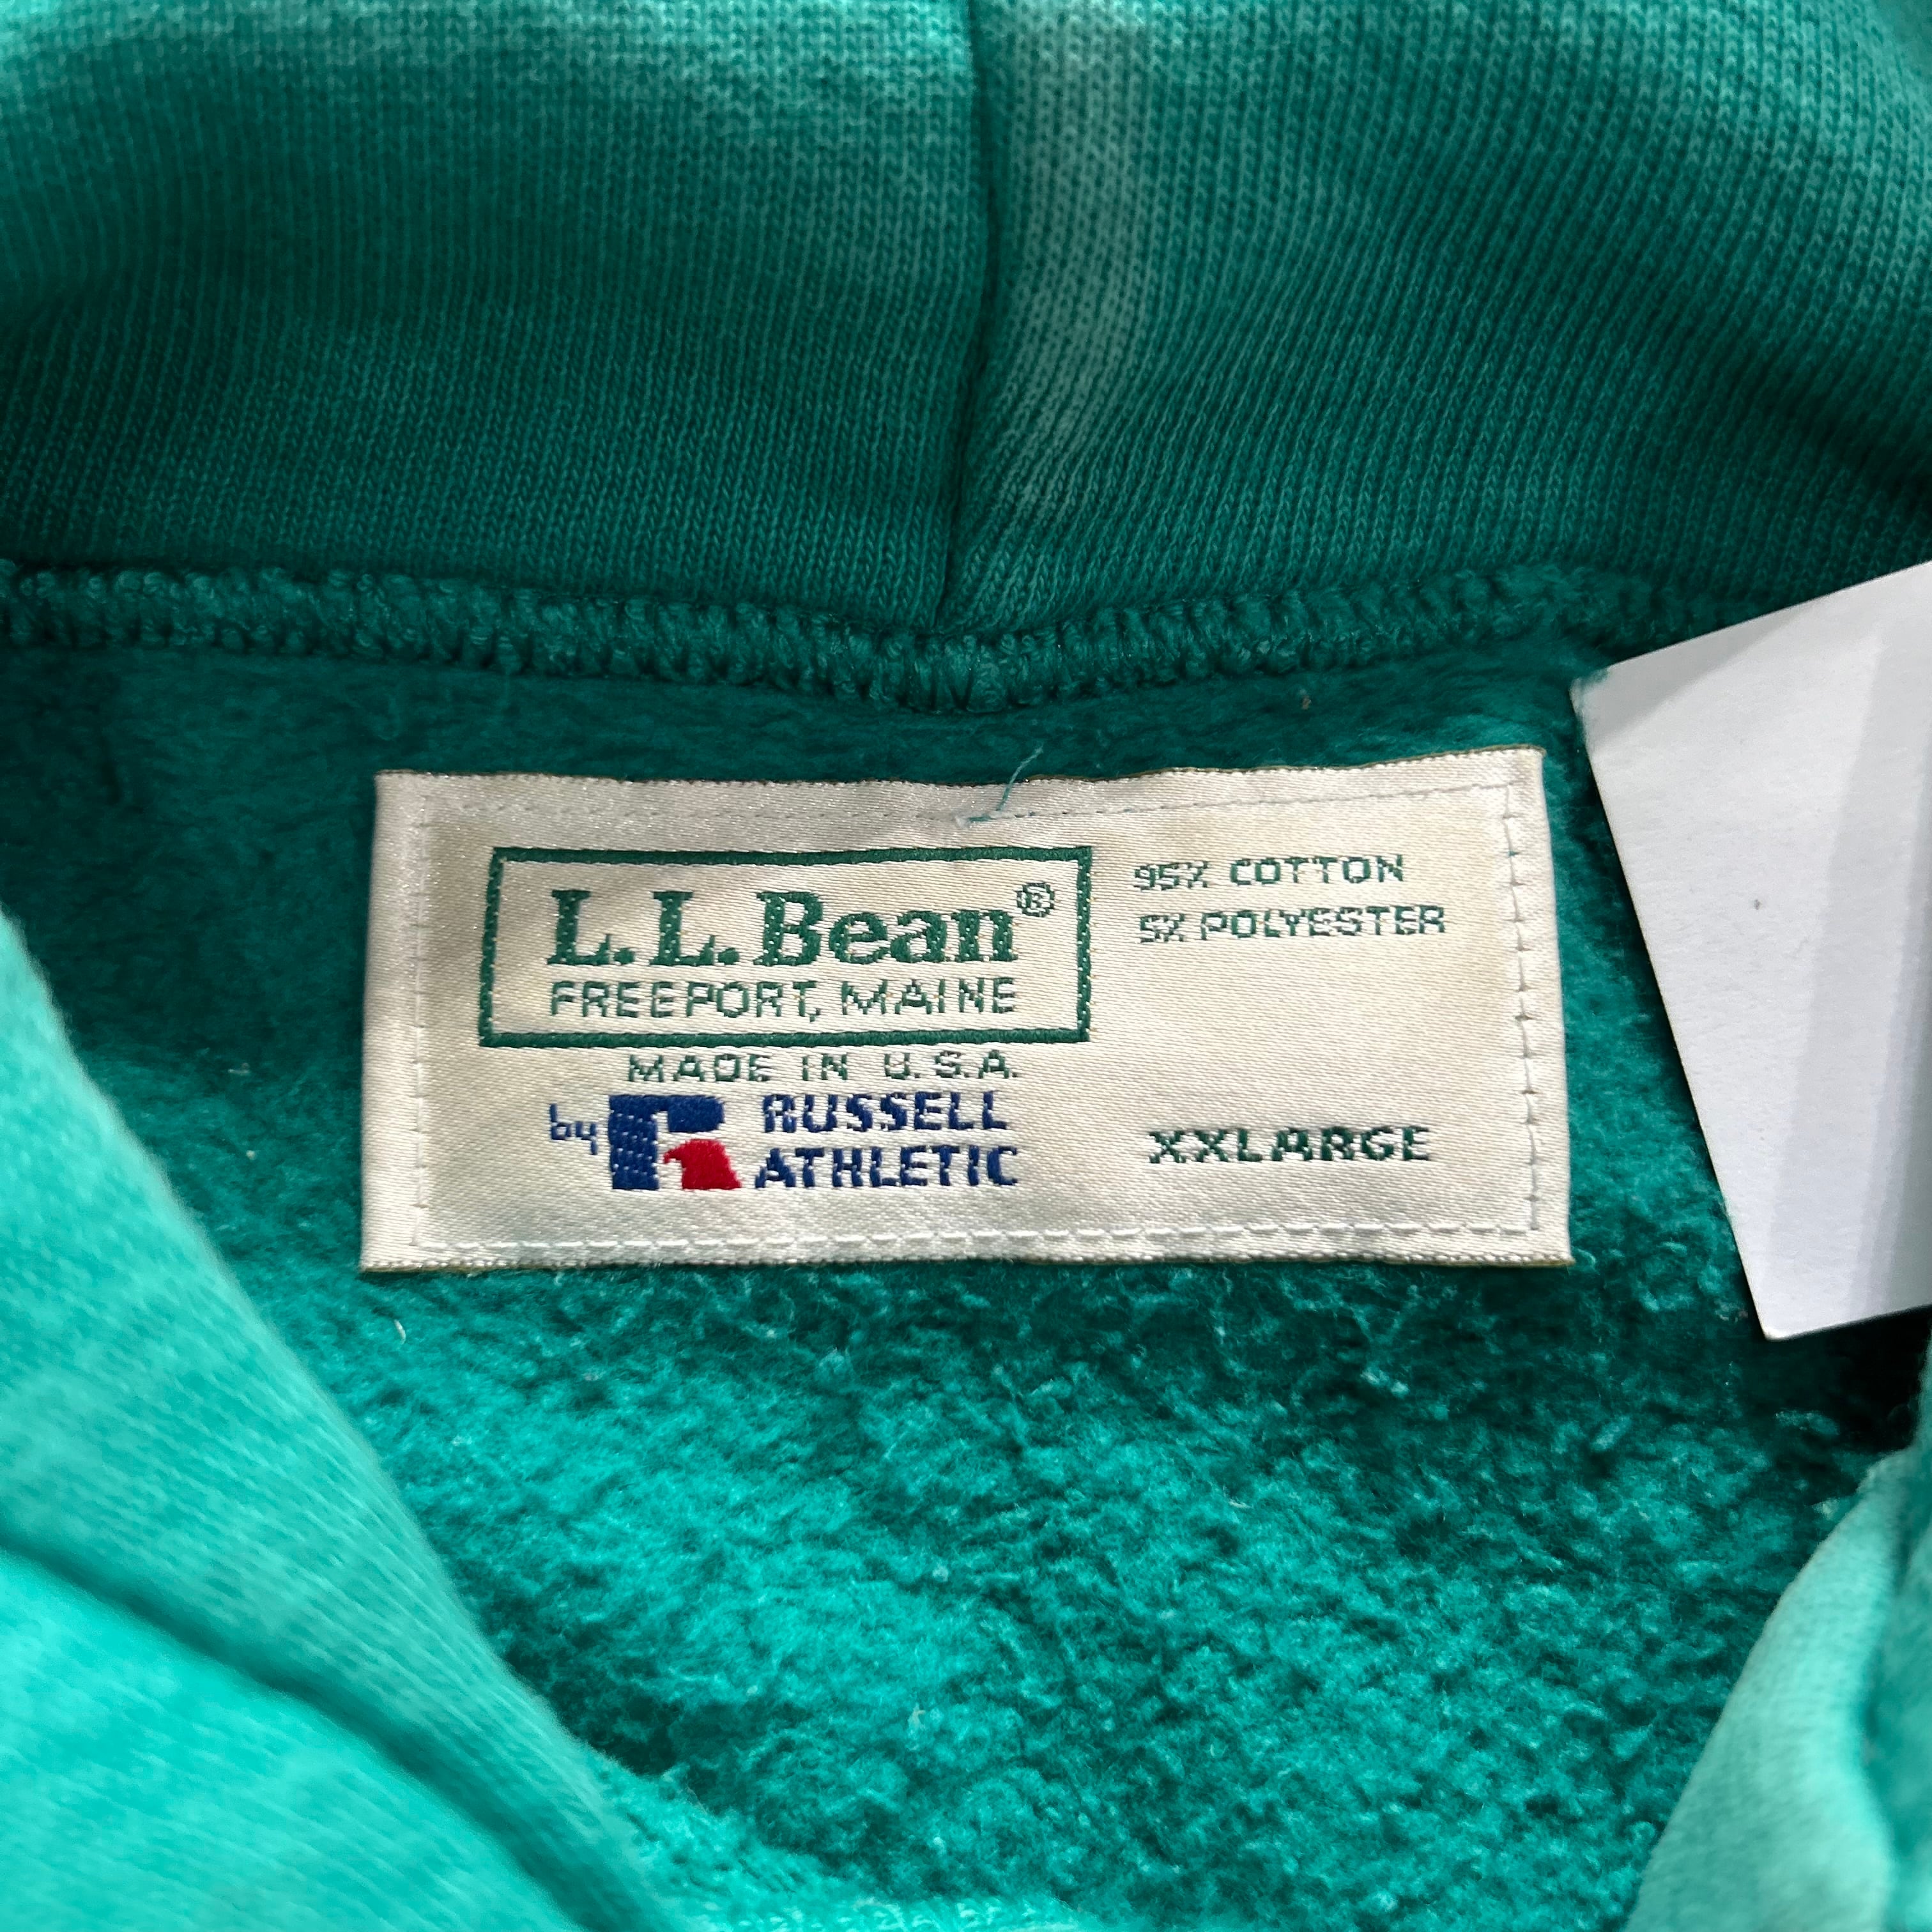 L.L.Bean®
FREEPORT, MAINE
MADE IN U.S.A.
by RUSSELL
ATHLETIC
95% COTTON
5% POLYESTER
XXLARGE